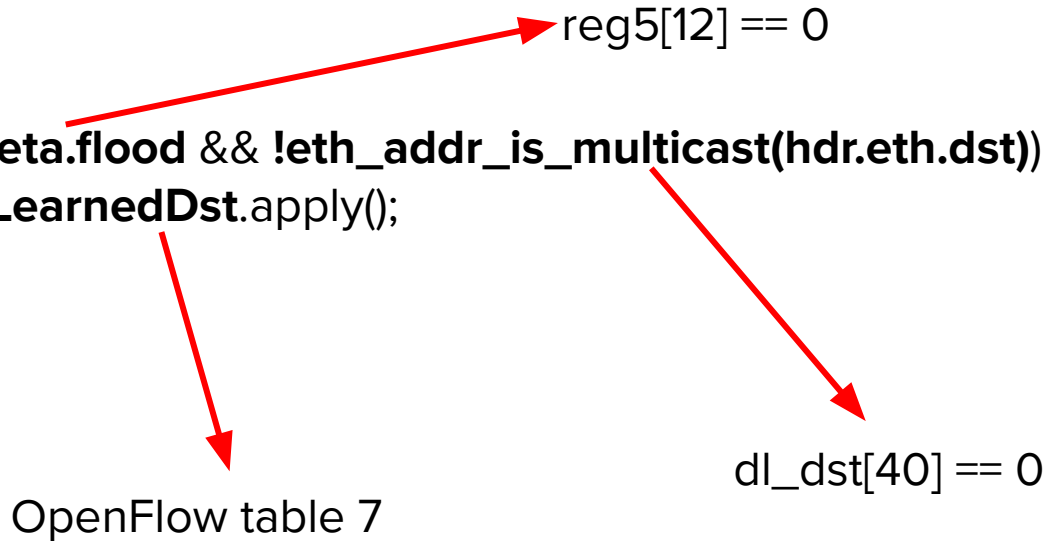 reg5[12] == 0
eta.flood && !eth_addr_is_multicast(hdr.eth.dst))
LearnedDst.apply();
dl_dst[40] == 0
OpenFlow table 7